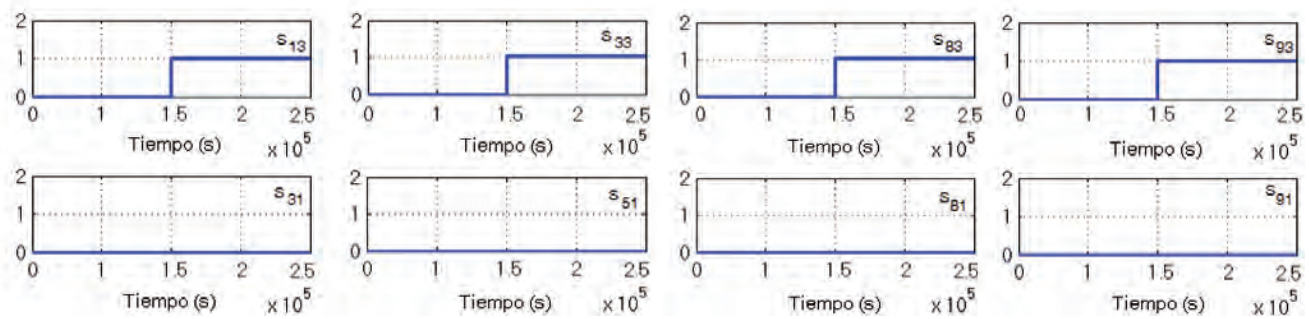 2 2 2 2
s13 s33 s83 s93
1 1 1 1
0 0 0 0
0 1 1.5 2 2.5 0 1 1.5 2 2.5 0 1 1.5 2 2.5 0 1 1.5 2 2.5
Tiempo (s) x 10^5 Tiempo (s) x 10^5 Tiempo (s) x 10^5 Tiempo (s) x 10^5
2 2 2 2
s31 s51 s81 s91
1 1 1 1
0 0 0 0
0 1 1.5 2 2.5 0 1 1.5 2 2.5 0 1 1.5 2 2.5 0 1 1.5 2 2.5
Tiempo (s) x 10^5 Tiempo (s) x 10^5 Tiempo (s) x 10^5 Tiempo (s) x 10^5